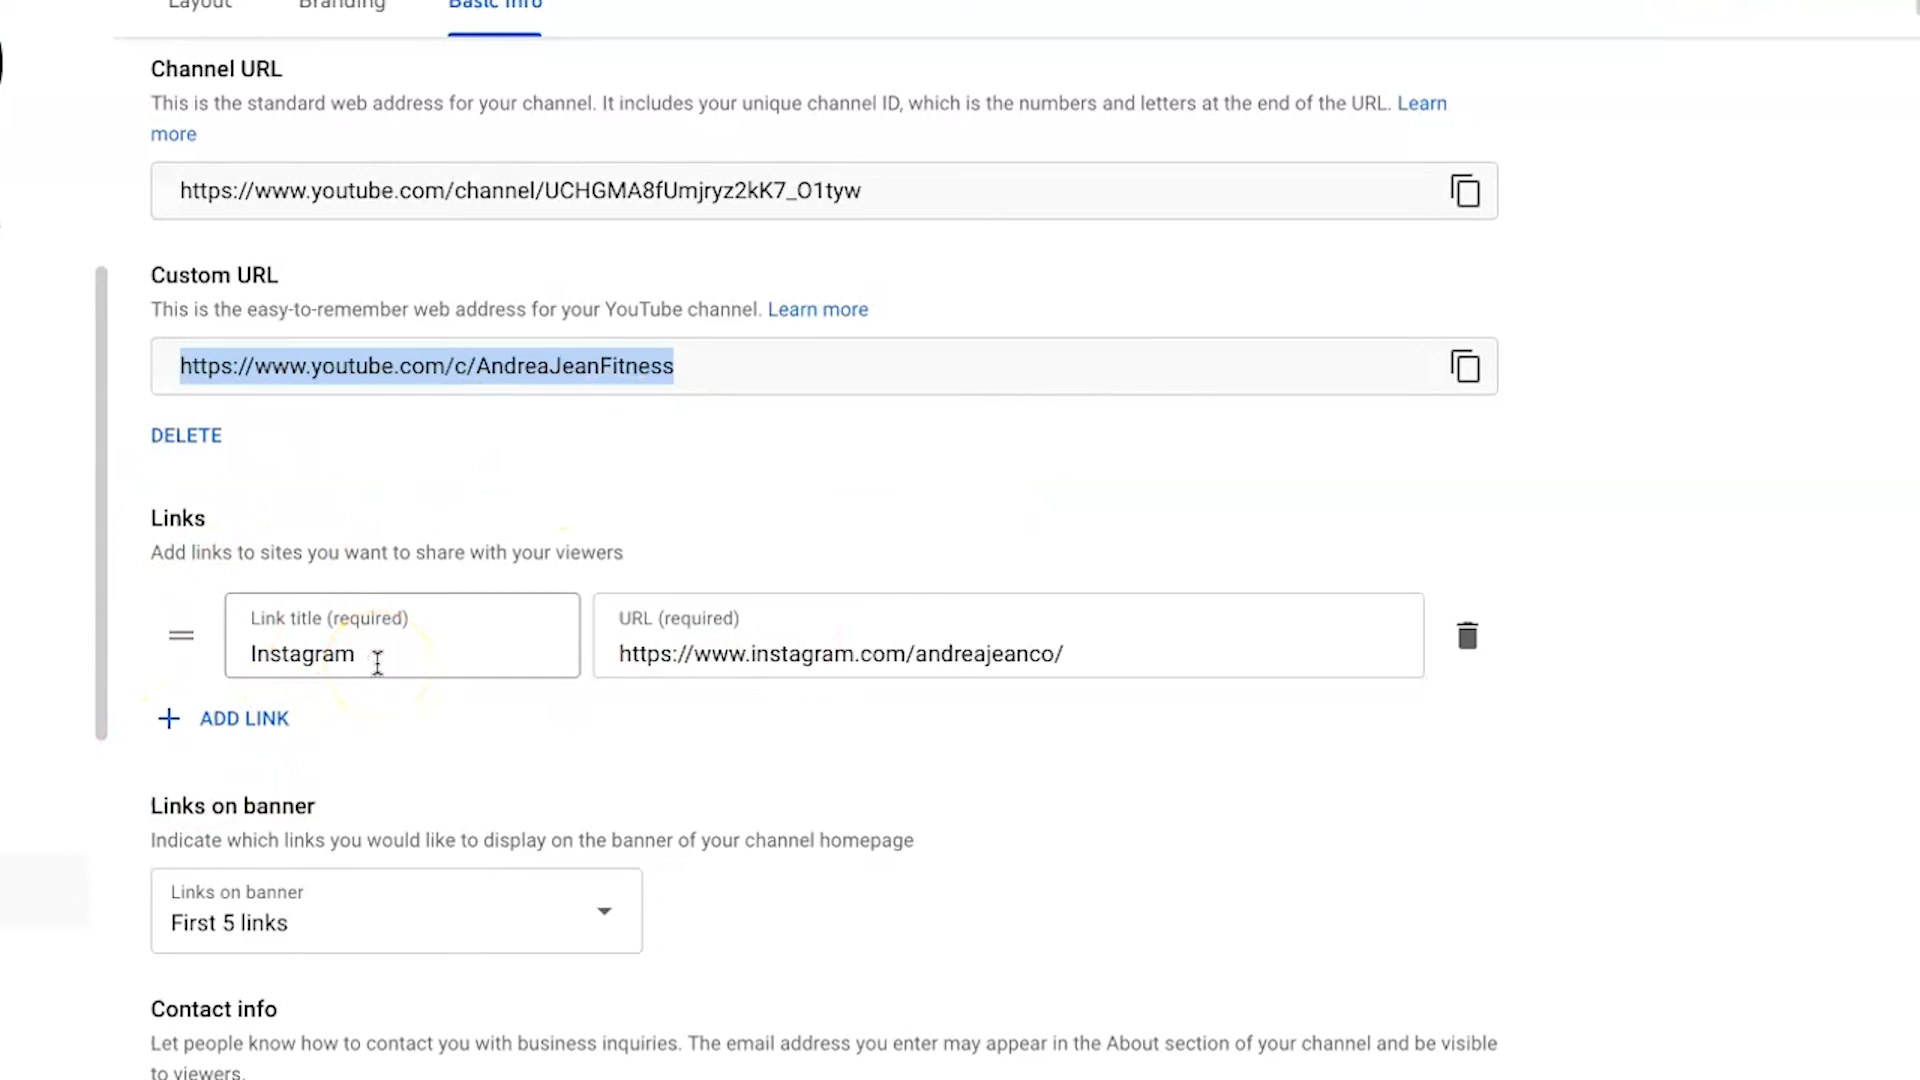 Layout Branding Basic info
Channel URL
This is the standard web address for your channel. It includes your unique channel ID, which is the numbers and letters at the end of the URL. Learn
more
https://www.youtube.com/channel/UCHGMA8fUmjryz2kK7_O1tyw
Custom URL
This is the easy-to-remember web address for your YouTube channel. Learn more
https://www.youtube.com/c/AndreaJeanFitness
DELETE
Links
Add links to sites you want to share with your viewers
Link title (required) URL (required)
Instagram https://www.instagram.com/andreajeanco/
ADD LINK
Links on banner
Indicate which links you would like to display on the banner of your channel homepage
Links on banner
First 5 links
Contact info
Let people know how to contact you with business inquiries. The email address you enter may appear in the About section of your channel and be visible
to viewers.